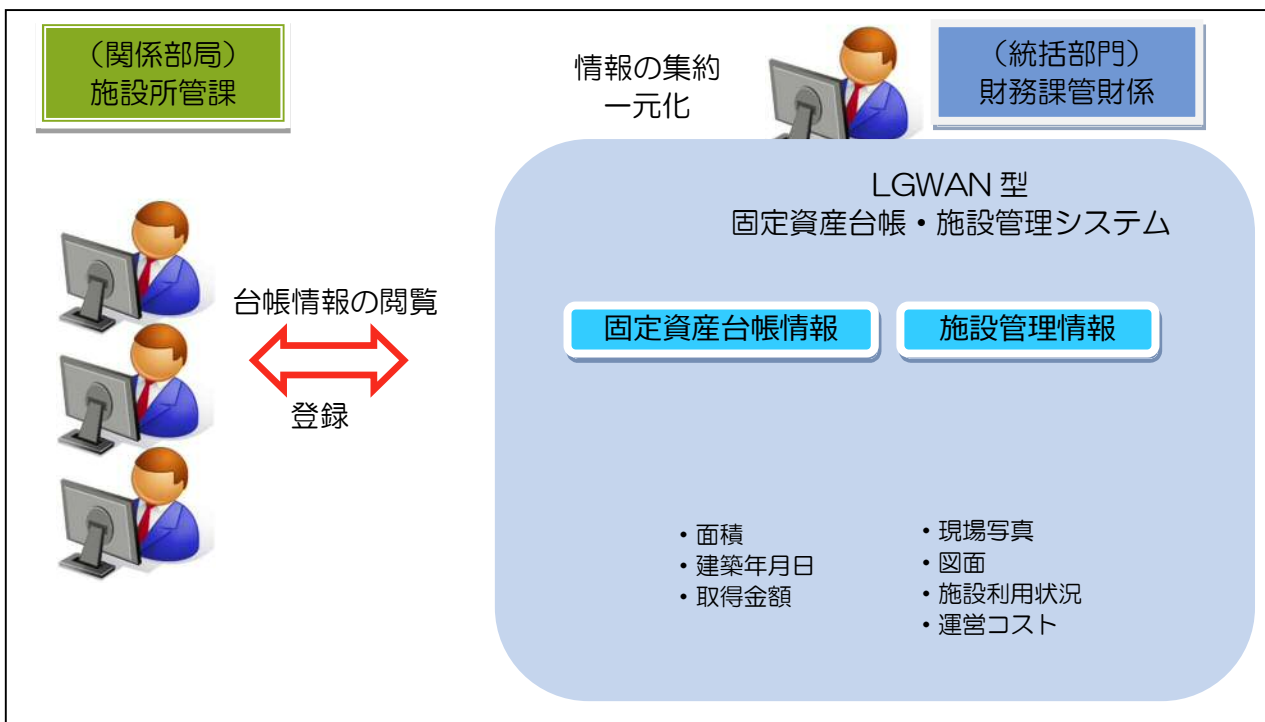 （関係部局）
施設所管課
情報の集約
一元化
（統括部門）
財務課管財係
LGWAN 型
固定資産台帳・施設管理システム
台帳情報の閲覧
登録
固定資産台帳情報
施設管理情報
・面積
・建築年月日
・取得金額
・現場写真
・図面
・施設利用状況
・運営コスト